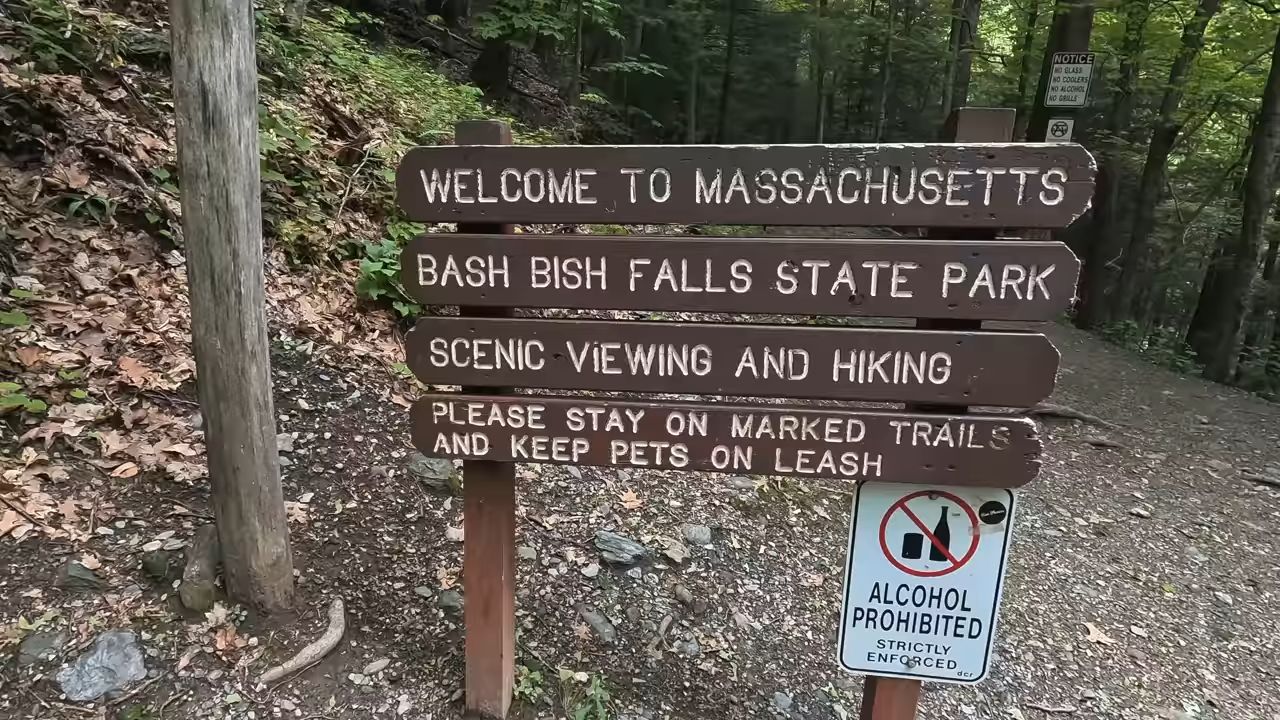 NOTICE
NO GLASS
NO COOLERS
NO ALCOHOL
NO GRILLS
WELCOME TO MASSACHUSETTS
BASH BISH FALLS STATE PARK
SCENIC VIEWING AND HIKING
PLEASE STAY ON MARKED TRAILS
AND KEEP PETS ON LEASH
ALCOHOL
PROHIBITED
STRICTLY
ENFORCED
dcr